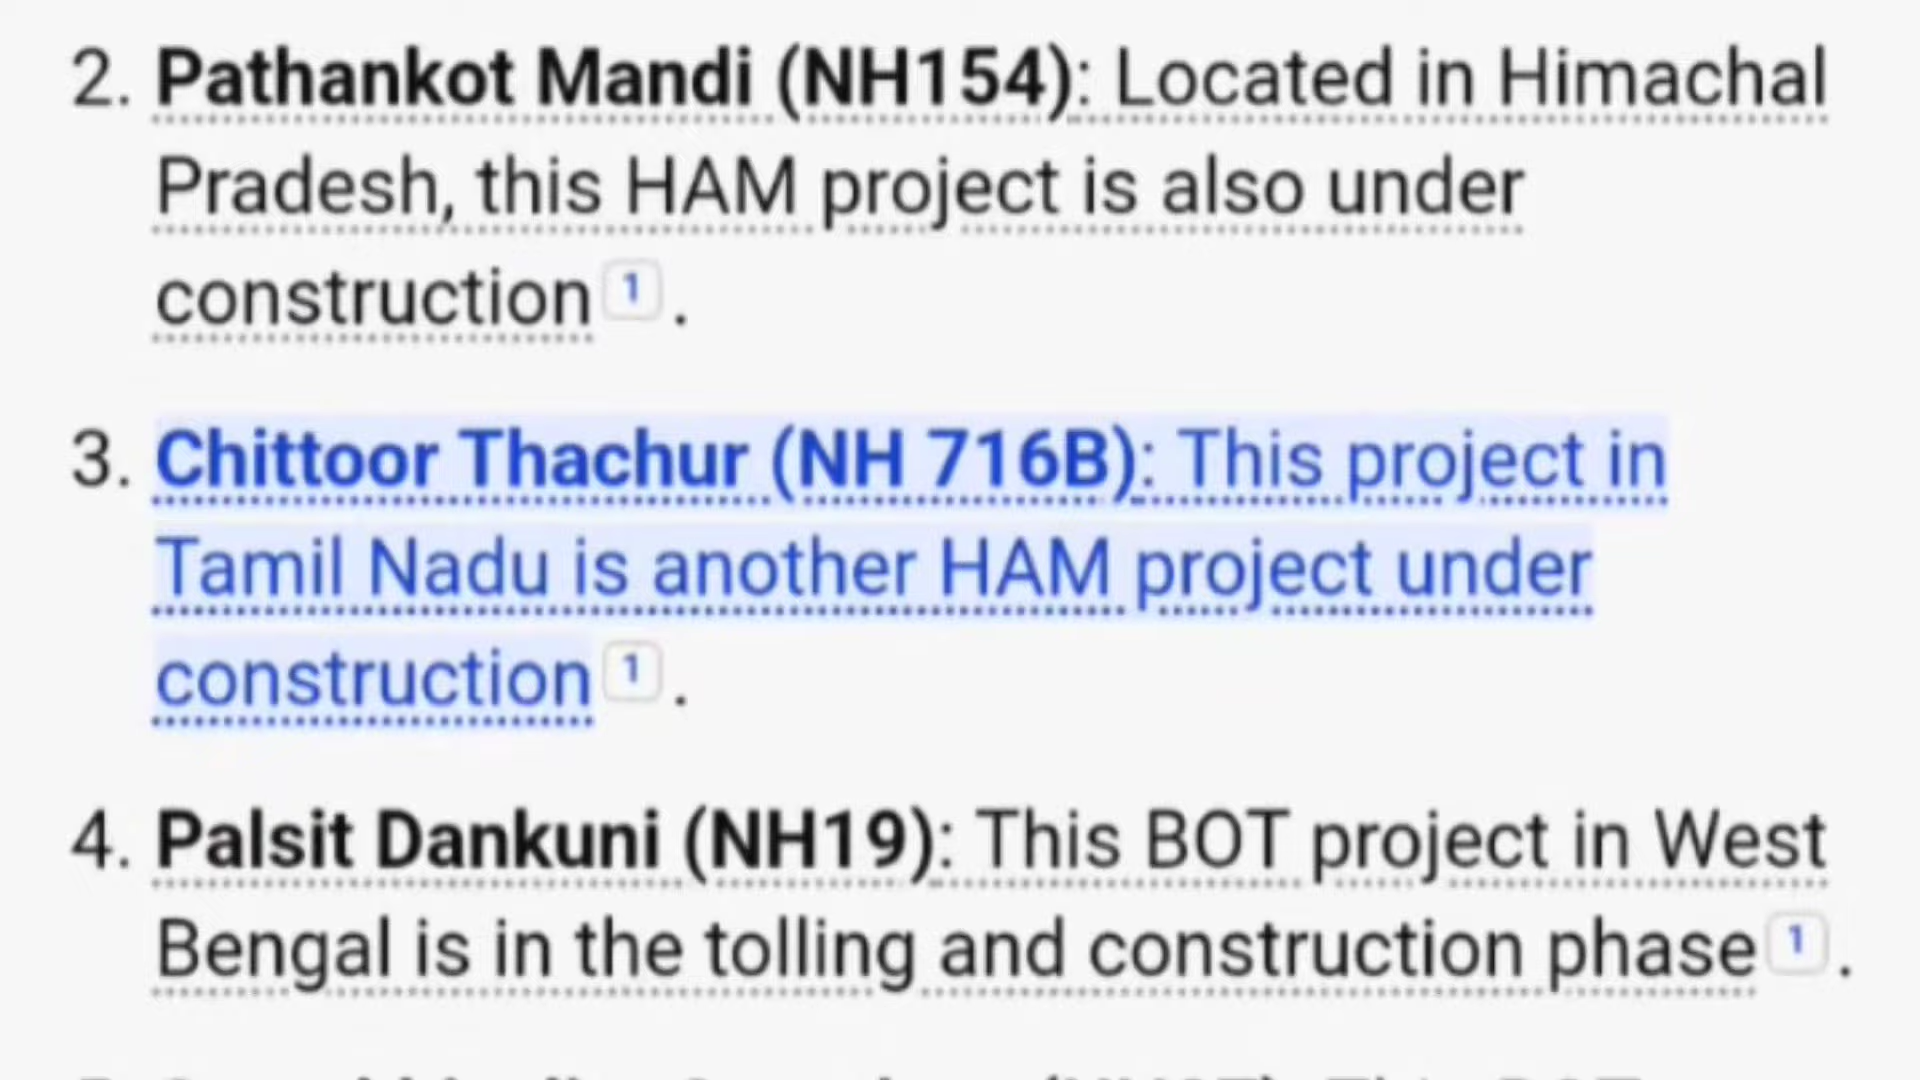 2. Pathankot Mandi (NH154): Located in Himachal
Pradesh, this HAM project is also under
construction 1 .
3. Chittoor Thachur (NH 716B): This project in
Tamil Nadu is another HAM project under
construction 1 .
4. Palsit Dankuni (NH19): This BOT project in West
Bengal is in the tolling and construction phase 1 .